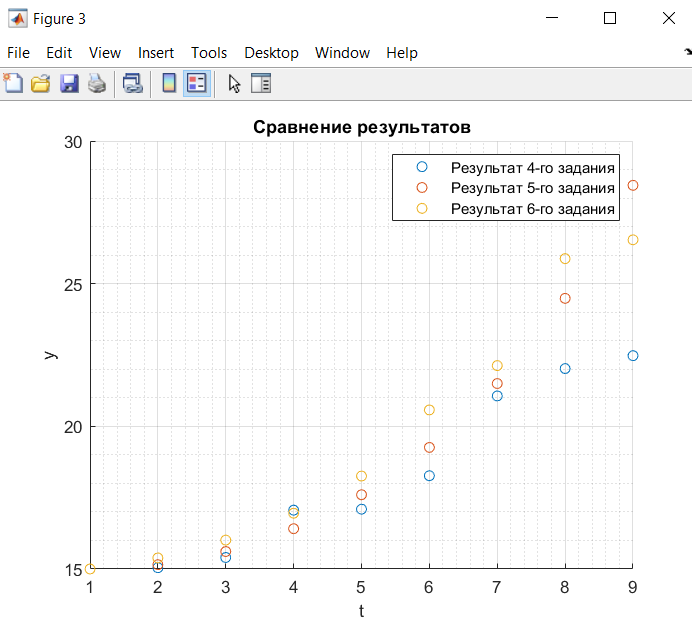 Figure 3
File Edit View Insert Tools Desktop Window Help
Сравнение результатов
Результат 4-го задания
Результат 5-го задания
Результат 6-го задания
30
25
20
15
y
1 2 3 4 5 6 7 8 9
t